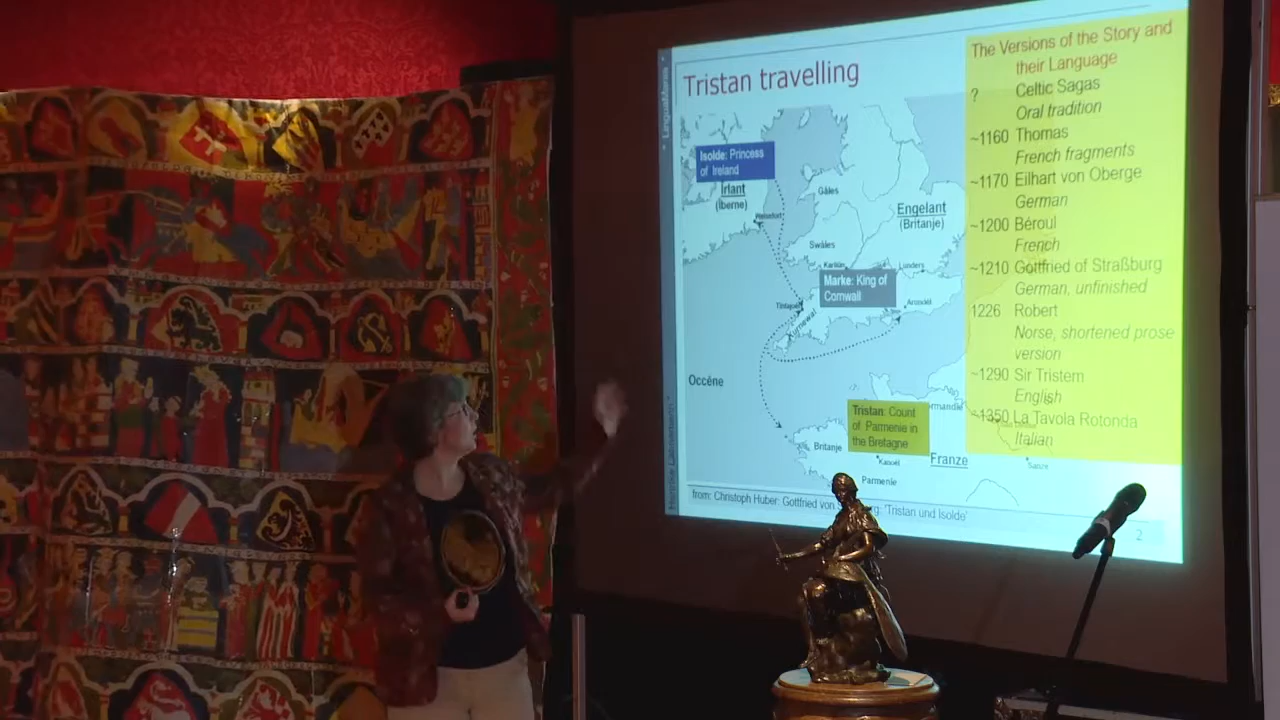 Tristan travelling
Isolde: Princess
of Ireland
Irlant
(Iberne)
Gâles
Engelant
(Britanje)
Swâles
Lunders
Marke: King of
Cornwall
Arondel
Kurnewal
Occêne
Tristan: Count
of Parmenie in
the Bretagne
Britanje
Franze
Parmenie
from: Christoph Huber: Gottfried von
'Tristan und Isolde'
2
The Versions of the Story and
their Language
? Celtic Sagas
Oral tradition
~1160 Thomas
French fragments
~1170 Eilhart von Oberge
German
~1200 Béroul
French
~1210 Gottfried of Straßburg
German, unfinished
1226 Robert
Norse, shortened prose
version
~1290 Sir Tristem
English
~1350 La Tavola Rotonda
Italian